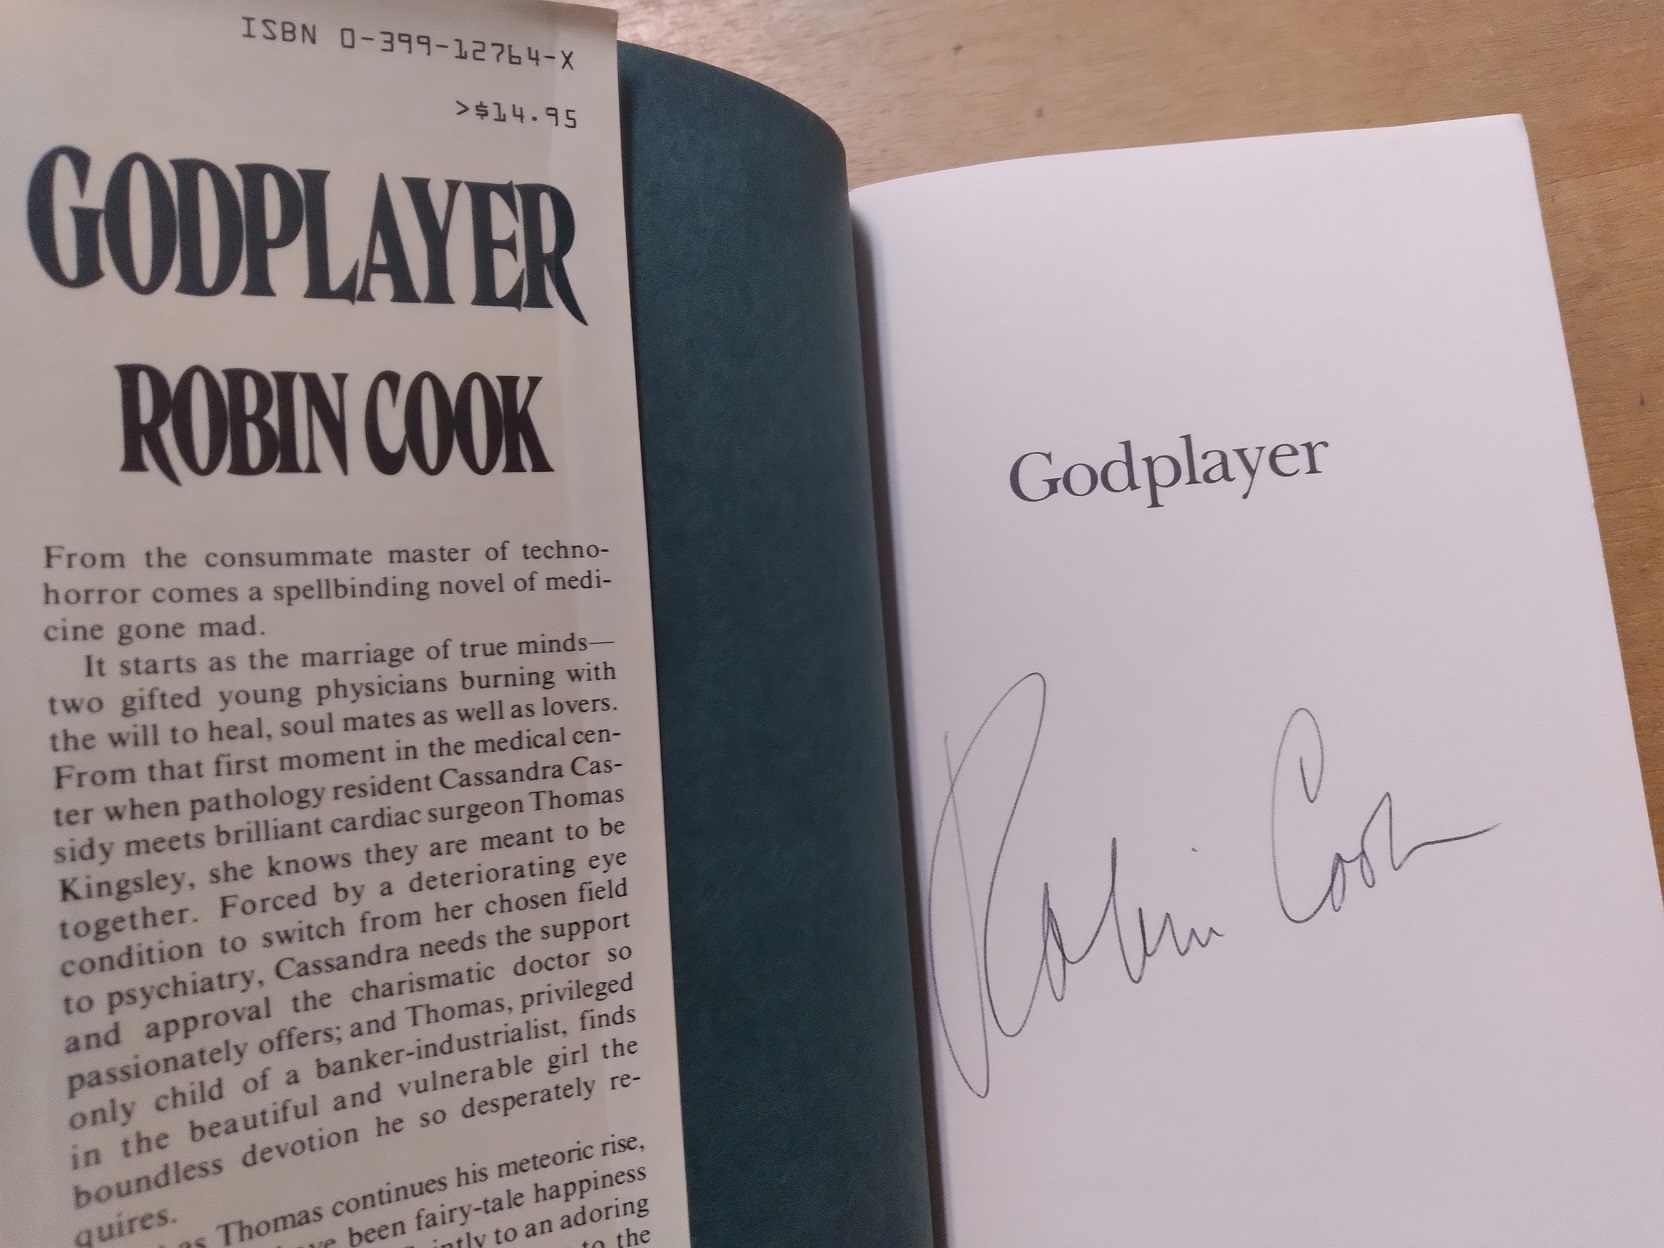 ISBN 0-399-12764-X
>$14.95
GODPLAYER
ROBIN COOK
From the consummate master of techno-
horror comes a spellbinding novel of medi-
cine gone mad.
It starts as the marriage of true minds—
two gifted young physicians burning with
the will to heal, soul mates as well as lovers.
From that first moment in the medical cen-
ter when pathology resident Cassandra Cas-
sidy meets brilliant cardiac surgeon Thomas
Kingsley, she knows they are meant to be
together. Forced by a deteriorating eye
condition to switch from her chosen field
to psychiatry, Cassandra needs the support
and approval the charismatic doctor so
passionately offers; and Thomas, privileged
only child of a banker-industrialist, finds
in the beautiful and vulnerable girl the
boundless devotion he so desperately re-
quires.
as Thomas continues his meteoric rise,
been fairy-tale happiness
to an adoring
to the
Godplayer
Robin Cook